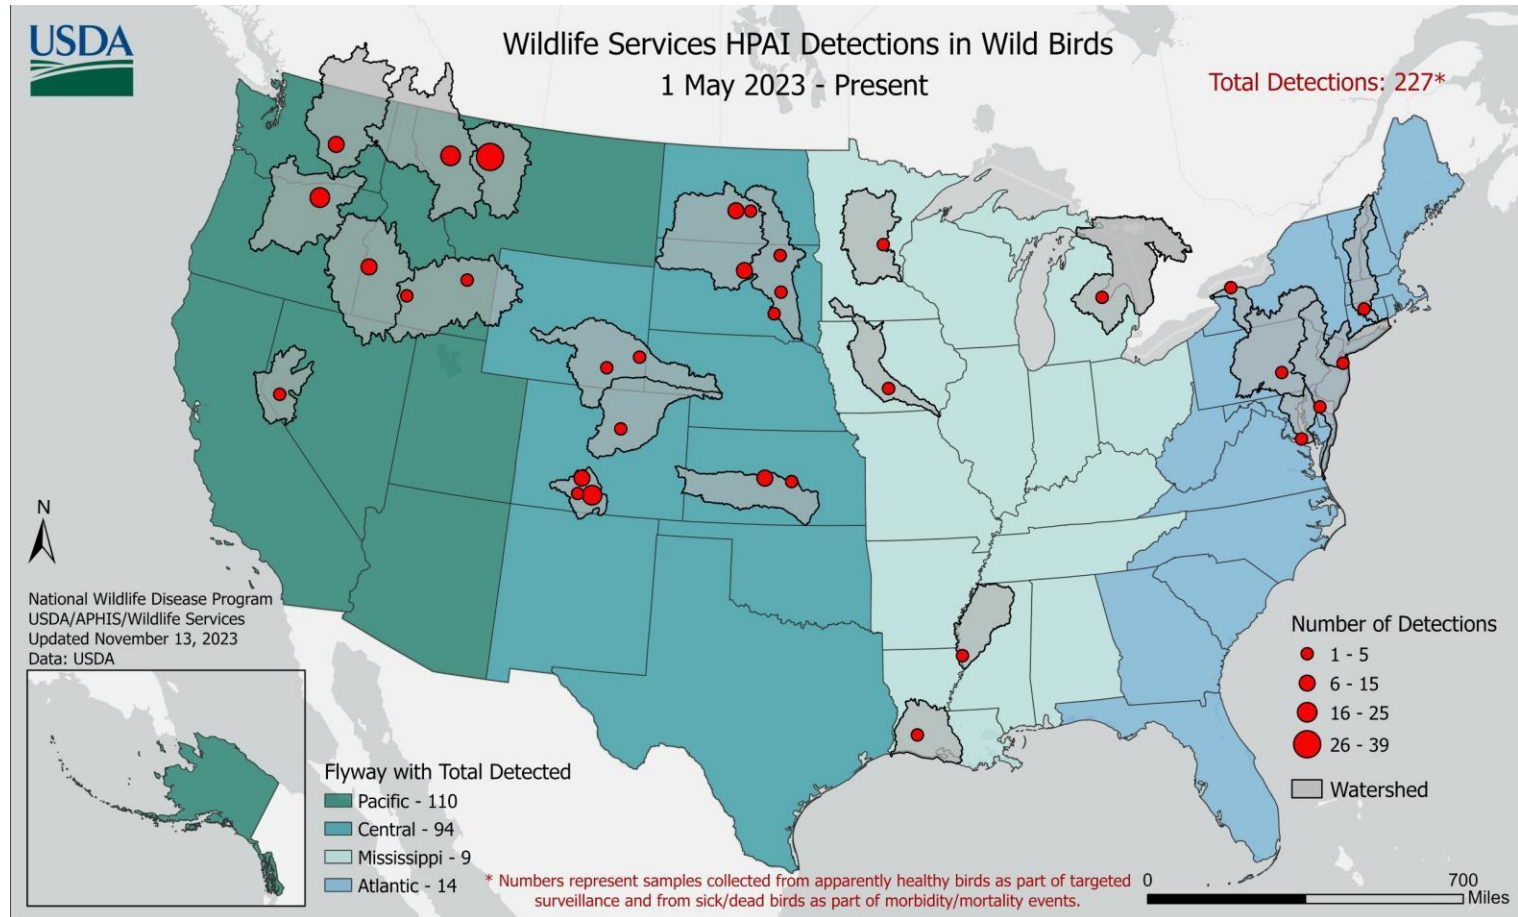 USDA
Wildlife Services HPAI Detections in Wild Birds
1 May 2023 - Present
Total Detections: 227*
N
National Wildlife Disease Program
USDA/APHIS/Wildlife Services
Updated November 13, 2023
Data: USDA
Flyway with Total Detected
Pacific - 110
Central - 94
Mississippi - 9
Atlantic - 14
Number of Detections
1 - 5
6 - 15
16 - 25
26 - 39
Watershed
* Numbers represent samples collected from apparently healthy birds as part of targeted
surveillance and from sick/dead birds as part of morbidity/mortality events.
0 700
Miles